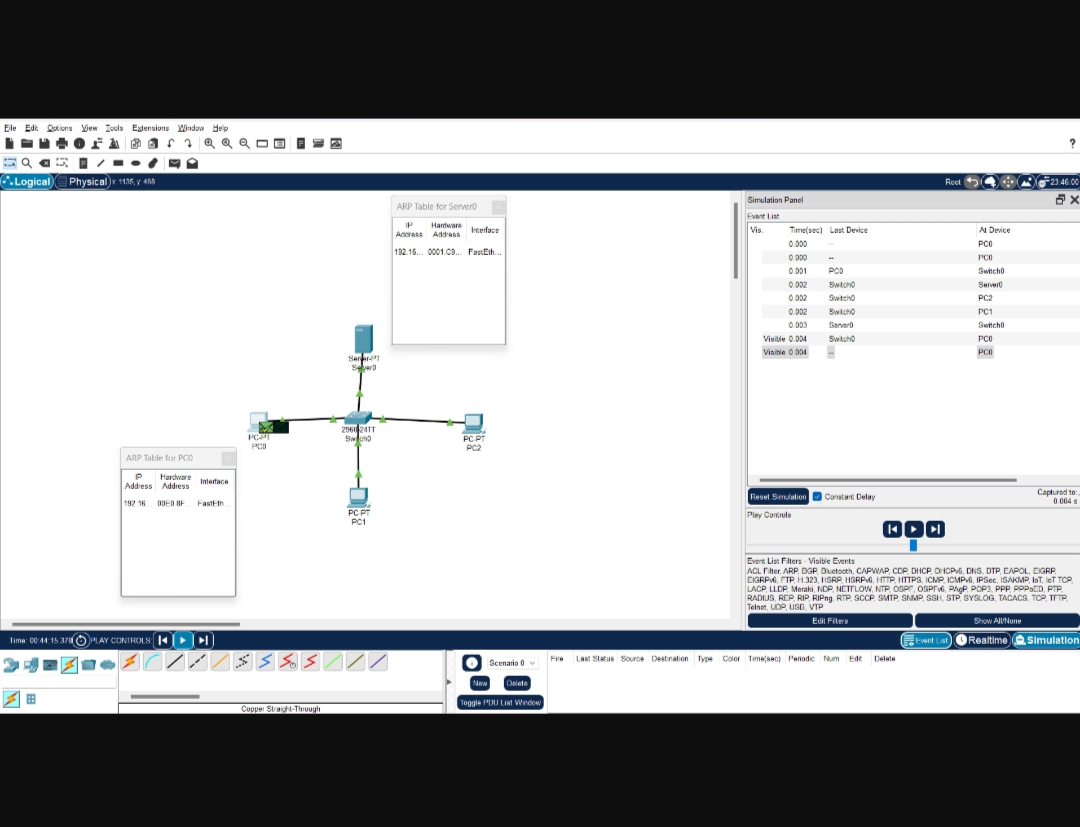 File Edit Options View Tools Extensions Window Help
?
Logical Physical x 1135, y 468 Root 23:46:00
ARP Table for Server0
IP Address Hardware Address Interface
192.16... 0001.C9... FastEth...
Server-PT
Server0
2960-24TT
Switch0
PC-PT
PC0
PC-PT
PC2
PC-PT
PC1
ARP Table for PC0
IP Address Hardware Address Interface
192.16... 00E0.8F... FastEth...
Simulation Panel
Event List
Vis. Time(sec) Last Device At Device
0.000 -- PC0
0.000 -- PC0
0.001 PC0 Switch0
0.002 Switch0 Server0
0.002 Switch0 PC2
0.002 Switch0 PC1
0.003 Server0 Switch0
Visible 0.004 Switch0 PC0
Visible 0.004 -- PC0
Reset Simulation Constant Delay Captured to:
0.004 s
Play Controls
Event List Filters - Visible Events
ACL Filter, ARP, BGP, Bluetooth, CAPWAP, CDP, DHCP, DHCPv6, DNS, DTP, EAPOL, EIGRP,
EIGRPv6, FTP, H.323, HSRP, HSRPv6, HTTP, HTTPS, ICMP, ICMPv6, IPSec, ISAKMP, IoT, IoT TCP,
LACP, LLDP, Meraki, NDP, NETFLOW, NTP, OSPF, OSPFv6, PAgP, POP3, PPP, PPPoED, PTP,
RADIUS, REP, RIP, RIPng, RTP, SCCP, SMTP, SNMP, SSH, STP, SYSLOG, TACACS, TCP, TFTP,
Telnet, UDP, USB, VTP
Edit Filters Show All/None
Time: 00:44:15.378 PLAY CONTROLS: Event List Realtime Simulation
Scenario 0
New Delete
Toggle PDU List Window
Fire Last Status Source Destination Type Color Time(sec) Periodic Num Edit Delete
Copper Straight-Through